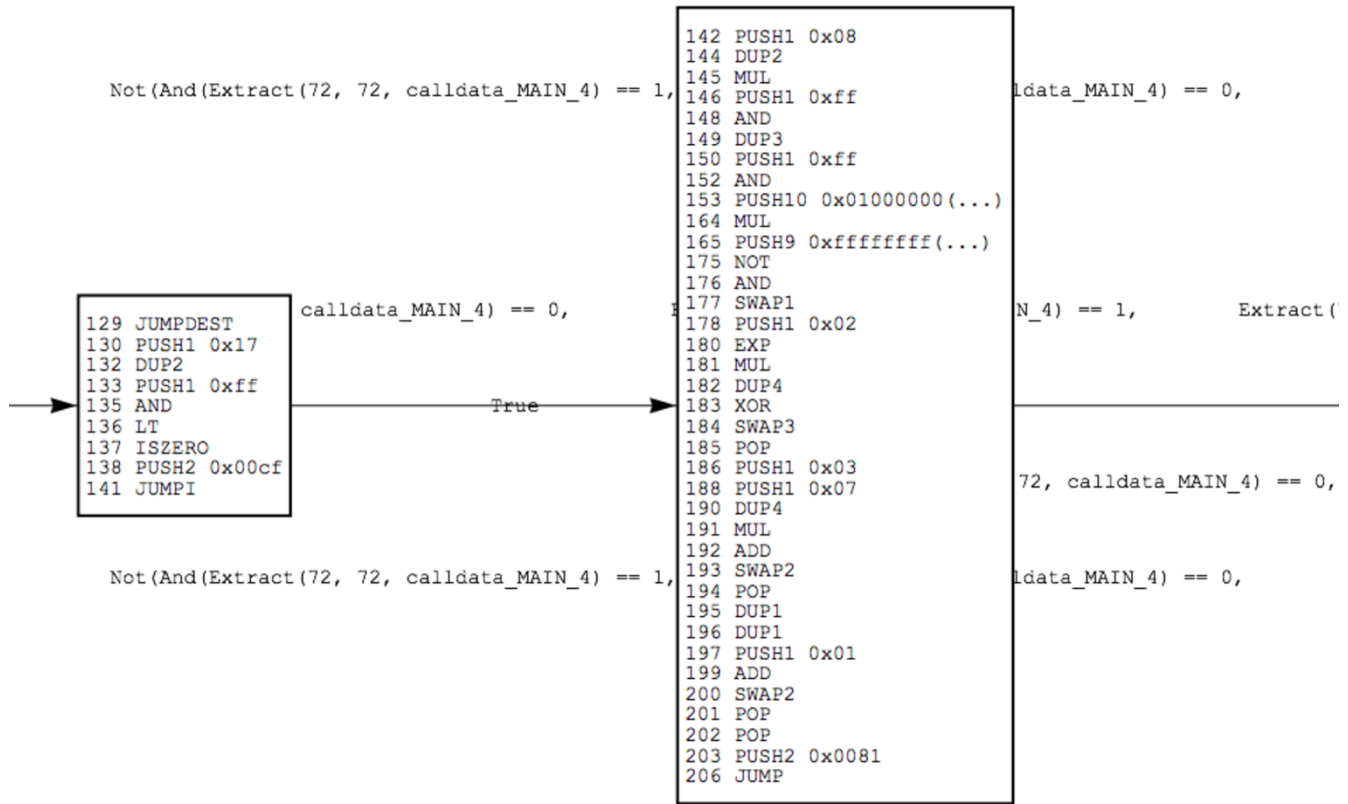 Not(And(Extract(72, 72, calldata_MAIN_4) == 1,
129 JUMPDEST
130 PUSH1 0x17
132 DUP2
133 PUSH1 0xff
135 AND
136 LT
137 ISZERO
138 PUSH2 0x00cf
141 JUMPI
calldata_MAIN_4) == 0,
True
Not(And(Extract(72, 72, calldata_MAIN_4) == 1,
142 PUSH1 0x08
144 DUP2
145 MUL
146 PUSH1 0xff
148 AND
149 DUP3
150 PUSH1 0xff
152 AND
153 PUSH10 0x01000000(...)
164 MUL
165 PUSH9 0xffffffff(...)
175 NOT
176 AND
177 SWAP1
178 PUSH1 0x02
180 EXP
181 MUL
182 DUP4
183 XOR
184 SWAP3
185 POP
186 PUSH1 0x03
188 PUSH1 0x07
190 DUP4
191 MUL
192 ADD
193 SWAP2
194 POP
195 DUP1
196 DUP1
197 PUSH1 0x01
199 ADD
200 SWAP2
201 POP
202 POP
203 PUSH2 0x0081
206 JUMP
ldata_MAIN_4) == 0,
N_4) == 1, Extract(
72, calldata_MAIN_4) == 0,
ldata_MAIN_4) == 0,